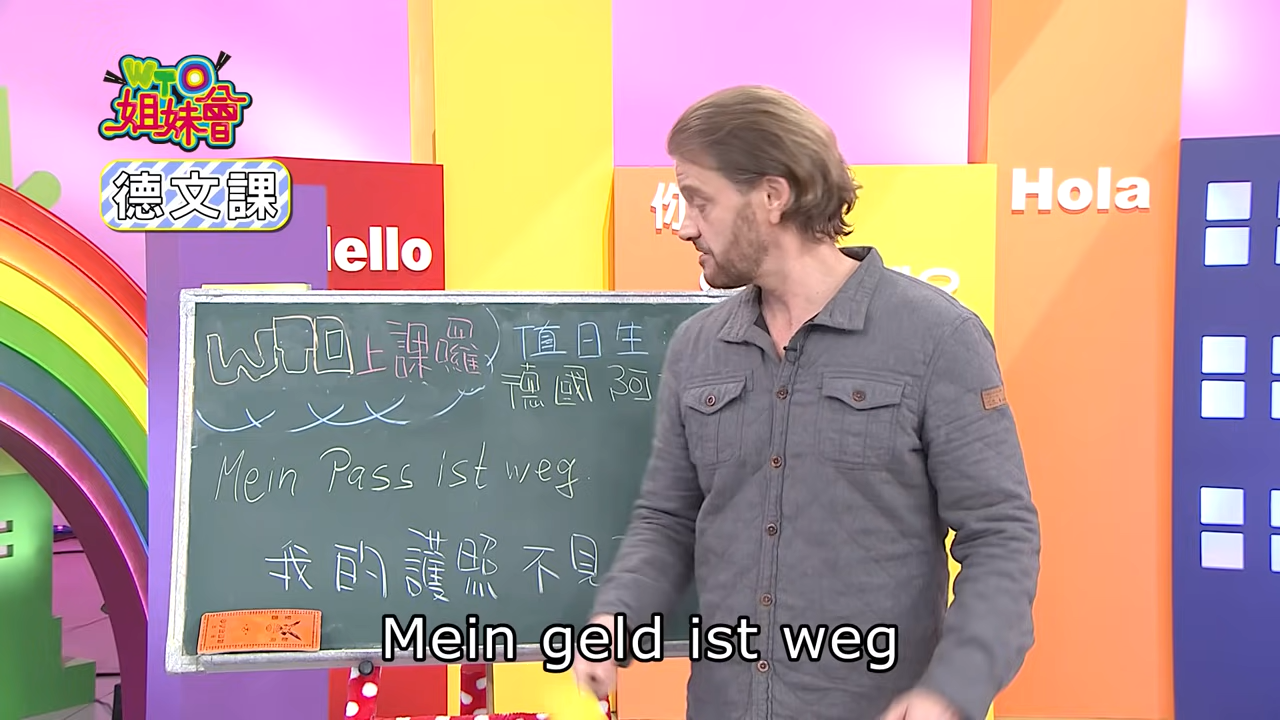 WTO
姐妹會
德文課
Hello
你
Hola
WTO上課囉
值日生:
德國 阿
Mein Pass ist weg.
我的護照不見
Mein geld ist weg